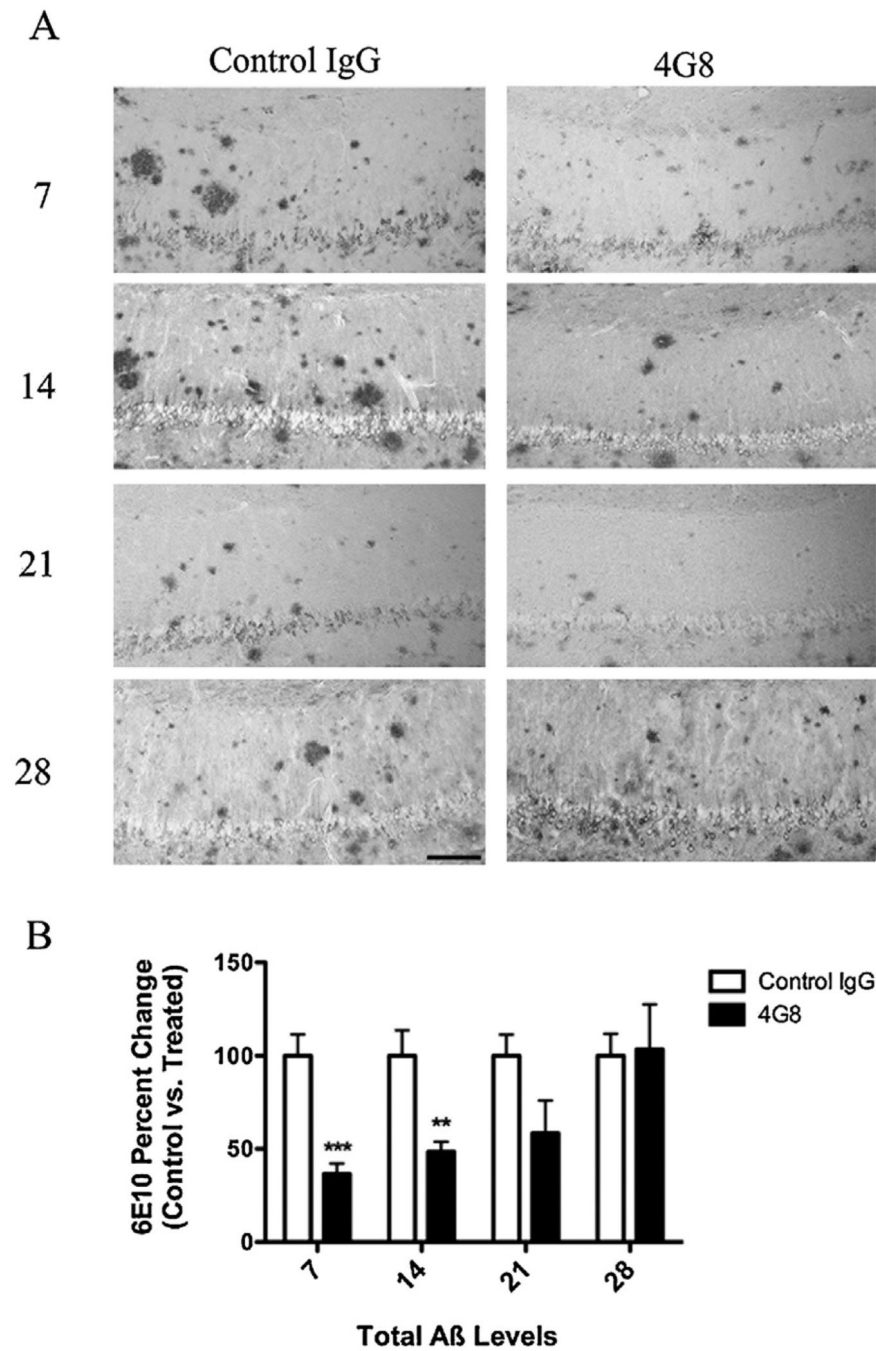 A
Control IgG 4G8
7
14
21
28
B
6E10 Percent Change
(Control vs. Treated)
150
100
50
0
*** **
7 14 21 28
Total Aß Levels
Control IgG
4G8